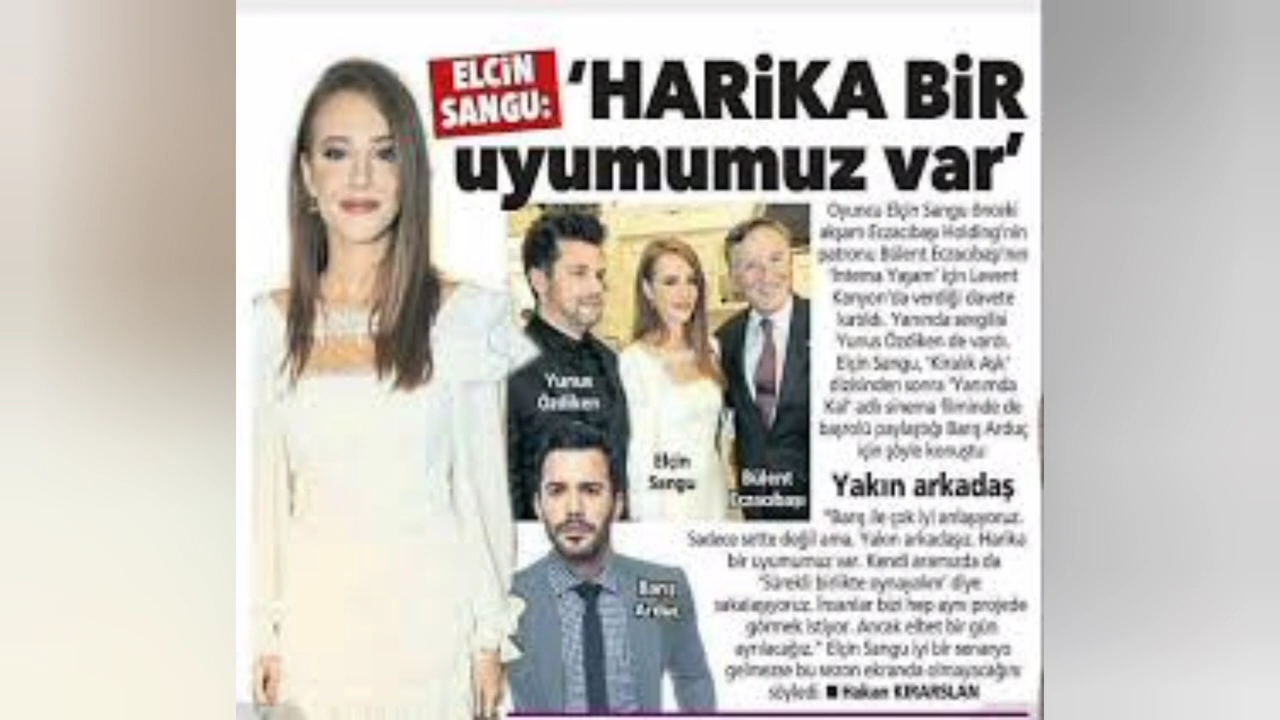 ELÇİN
SANGU:
‘HARİKA BİR
uyumumuz var’
Oyuncu Elçin Sangu önceki
akşam Eczacıbaşı Holding'nin
patronu Bülent Eczacıbaşı'nın
'İntema Yaşam' için Levent
Kanyon'da verdiği davete
katıldı. Yanında sevgilisi
Yunus Özdiken de vardı.
Elçin Sangu, "Kiralık Aşk"
dizisinden sonra 'Yanımda
Kal' adlı sinema filminde de
başrolü paylaştığı Barış Arduç
için şöyle konuştu:
Yunus
Özdiken
Elçin
Sangu
Bülent
Eczacıbaşı
Barış
Arduç
Yakın arkadaş
"Barış ile çok iyi anlaşıyoruz.
Sadece sette değil ama. Yakın arkadaşız. Harika
bir uyumumuz var. Kendi aramızda da
'Sürekli birlikte oynayalım' diye
şakalaşıyoruz. İnsanlar bizi hep aynı projede
görmek istiyor. Ancak elbet bir gün
ayrılacağız." Elçin Sangu iyi bir senaryo
gelmezse bu sezon ekranda olmayacağını
söyledi. ■ Hakan KIRARSLAN